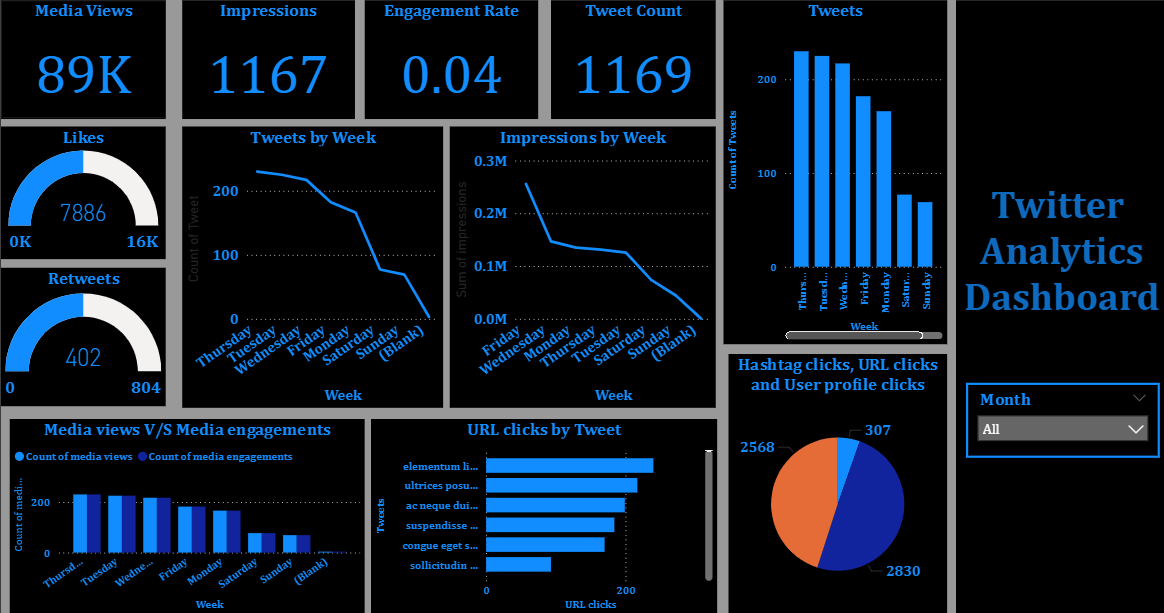 Media Views
89K
Impressions
1167
Engagement Rate
0.04
Tweet Count
1169
Tweets
200
100
0
Count of Tweets
Thurs...
Tuesd...
Wedn...
Friday
Monday
Satur...
Sunday
Week
Likes
7886
0K
16K
Retweets
402
0
804
Tweets by Week
Count of Tweet
200
100
0
Thursday
Tuesday
Wednesday
Friday
Monday
Saturday
Sunday
(Blank)
Week
Impressions by Week
Sum of impressions
0.3M
0.2M
0.1M
0.0M
Friday
Wednesday
Monday
Thursday
Tuesday
Saturday
Sunday
(Blank)
Week
Twitter
Analytics
Dashboard
Month
All
Media views V/S Media engagements
Count of media views
Count of media engagements
Count of medi...
200
0
Thursd...
Tuesday
Wedne...
Friday
Monday
Saturday
Sunday
(Blank)
Week
URL clicks by Tweet
Tweets
elementum li...
ultrices posu...
ac neque dui...
suspendisse ...
congue eget s...
sollicitudin ...
0
200
URL clicks
Hashtag clicks, URL clicks
and User profile clicks
307
2568
2830